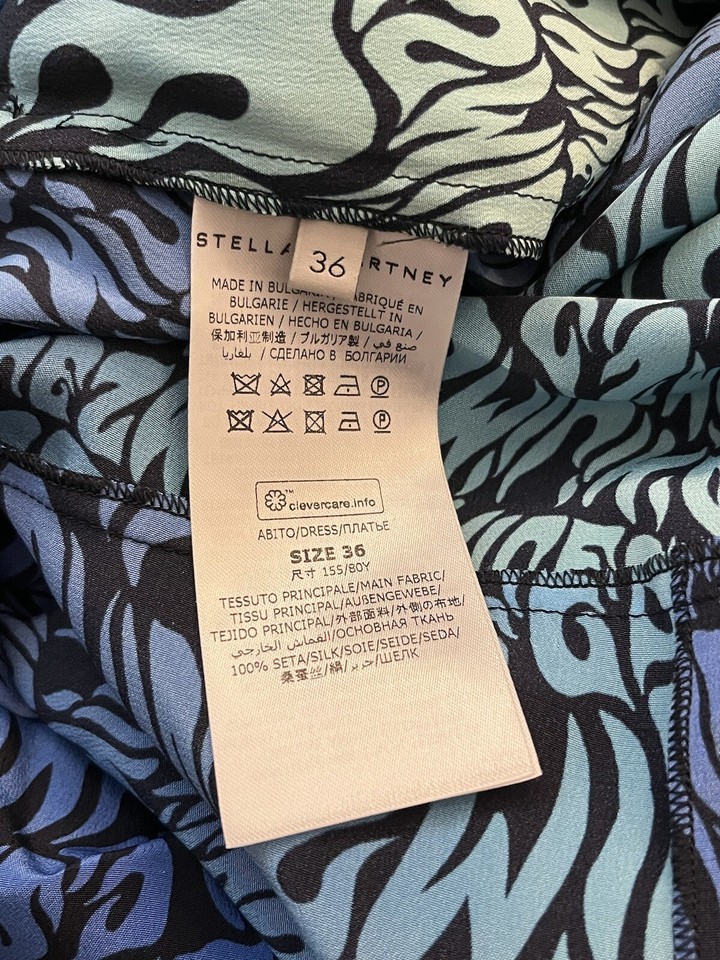 STELLA RTNEY
36
MADE IN BULGARI ABRIQUÉ EN
BULGARIE / HERGESTELLT IN
BULGARIEN / HECHO EN BULGARIA /
保加利亚制造 / ブルガリア製 / صنع في
بلغاريا / СДЕЛАНО В БОЛГАРИИ
clevercare.info
ABITO/DRESS/ПЛАТЬЕ
SIZE 36
尺寸 155/80Y
TESSUTO PRINCIPALE/MAIN FABRIC/
TISSU PRINCIPAL/AUßENGEWEBE/
TEJIDO PRINCIPAL/外部面料/外側の布地/
القماش الخارجي/ОСНОВНАЯ ТКАНЬ
100% SETA/SILK/SOIE/SEIDE/SEDA/
桑蚕丝/絹/حرير/ШЕЛК